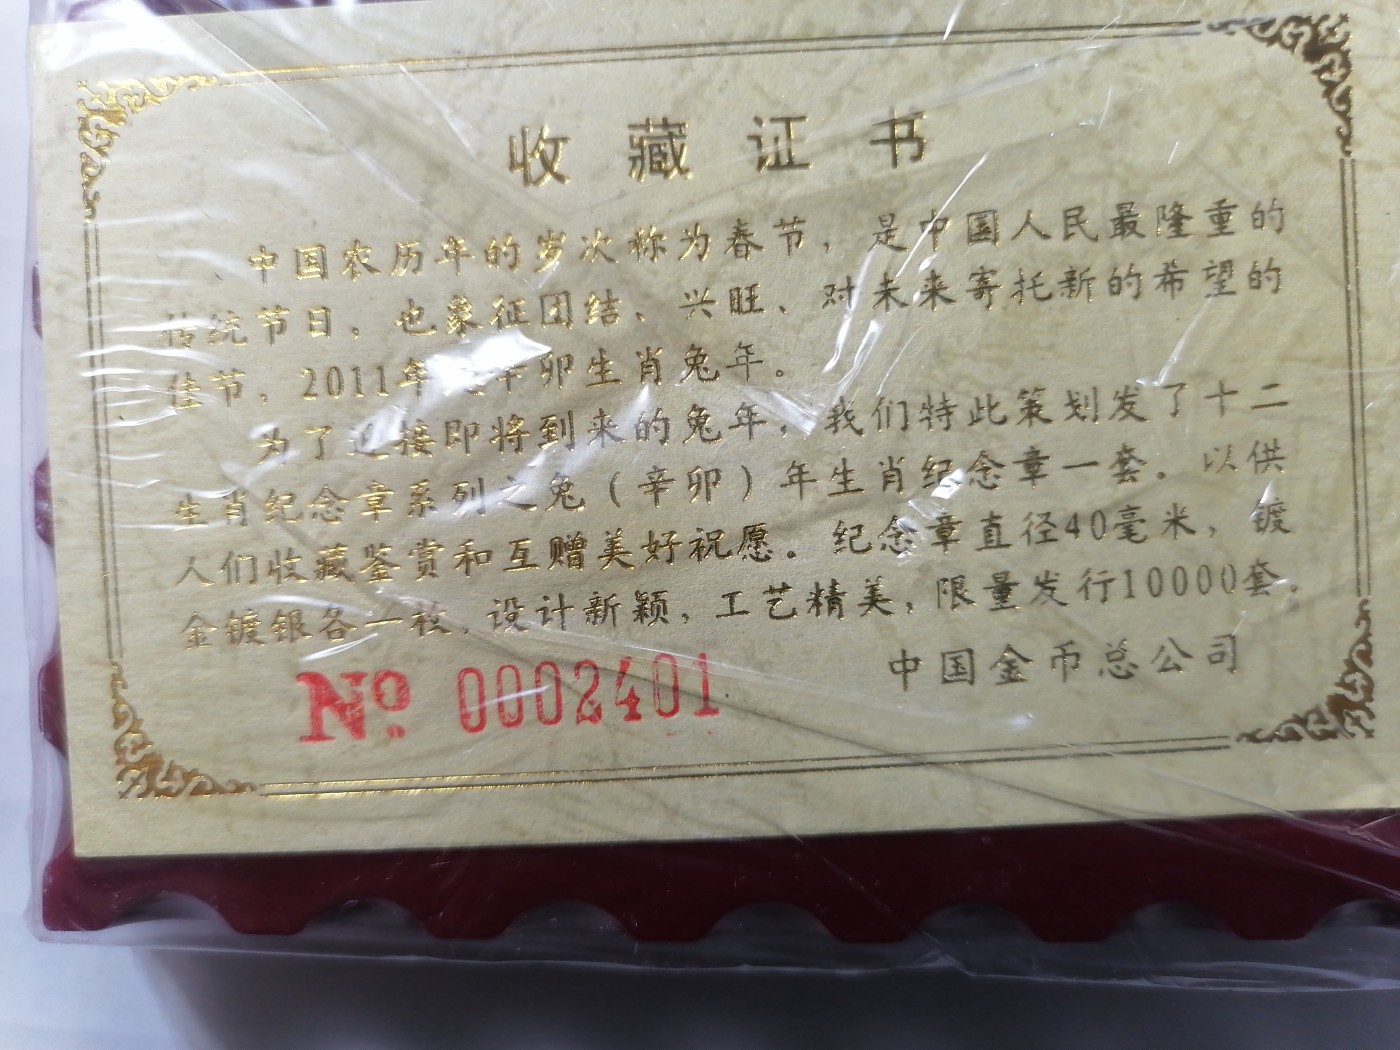 收藏证书
中国农历年的岁次称为春节，是中国人民最隆重的
传统节日，也象征团结、兴旺、对未来寄托新的希望的
佳节，2011年是辛卯生肖兔年。
为了迎接即将到来的兔年，我们特此策划发了十二
生肖纪念章系列之兔（辛卯）年生肖纪念章一套。以供
人们收藏鉴赏和互赠美好祝愿。纪念章直径40毫米，镀
金镀银各一枚，设计新颖，工艺精美，限量发行10000套。
中国金币总公司
No. 0002401